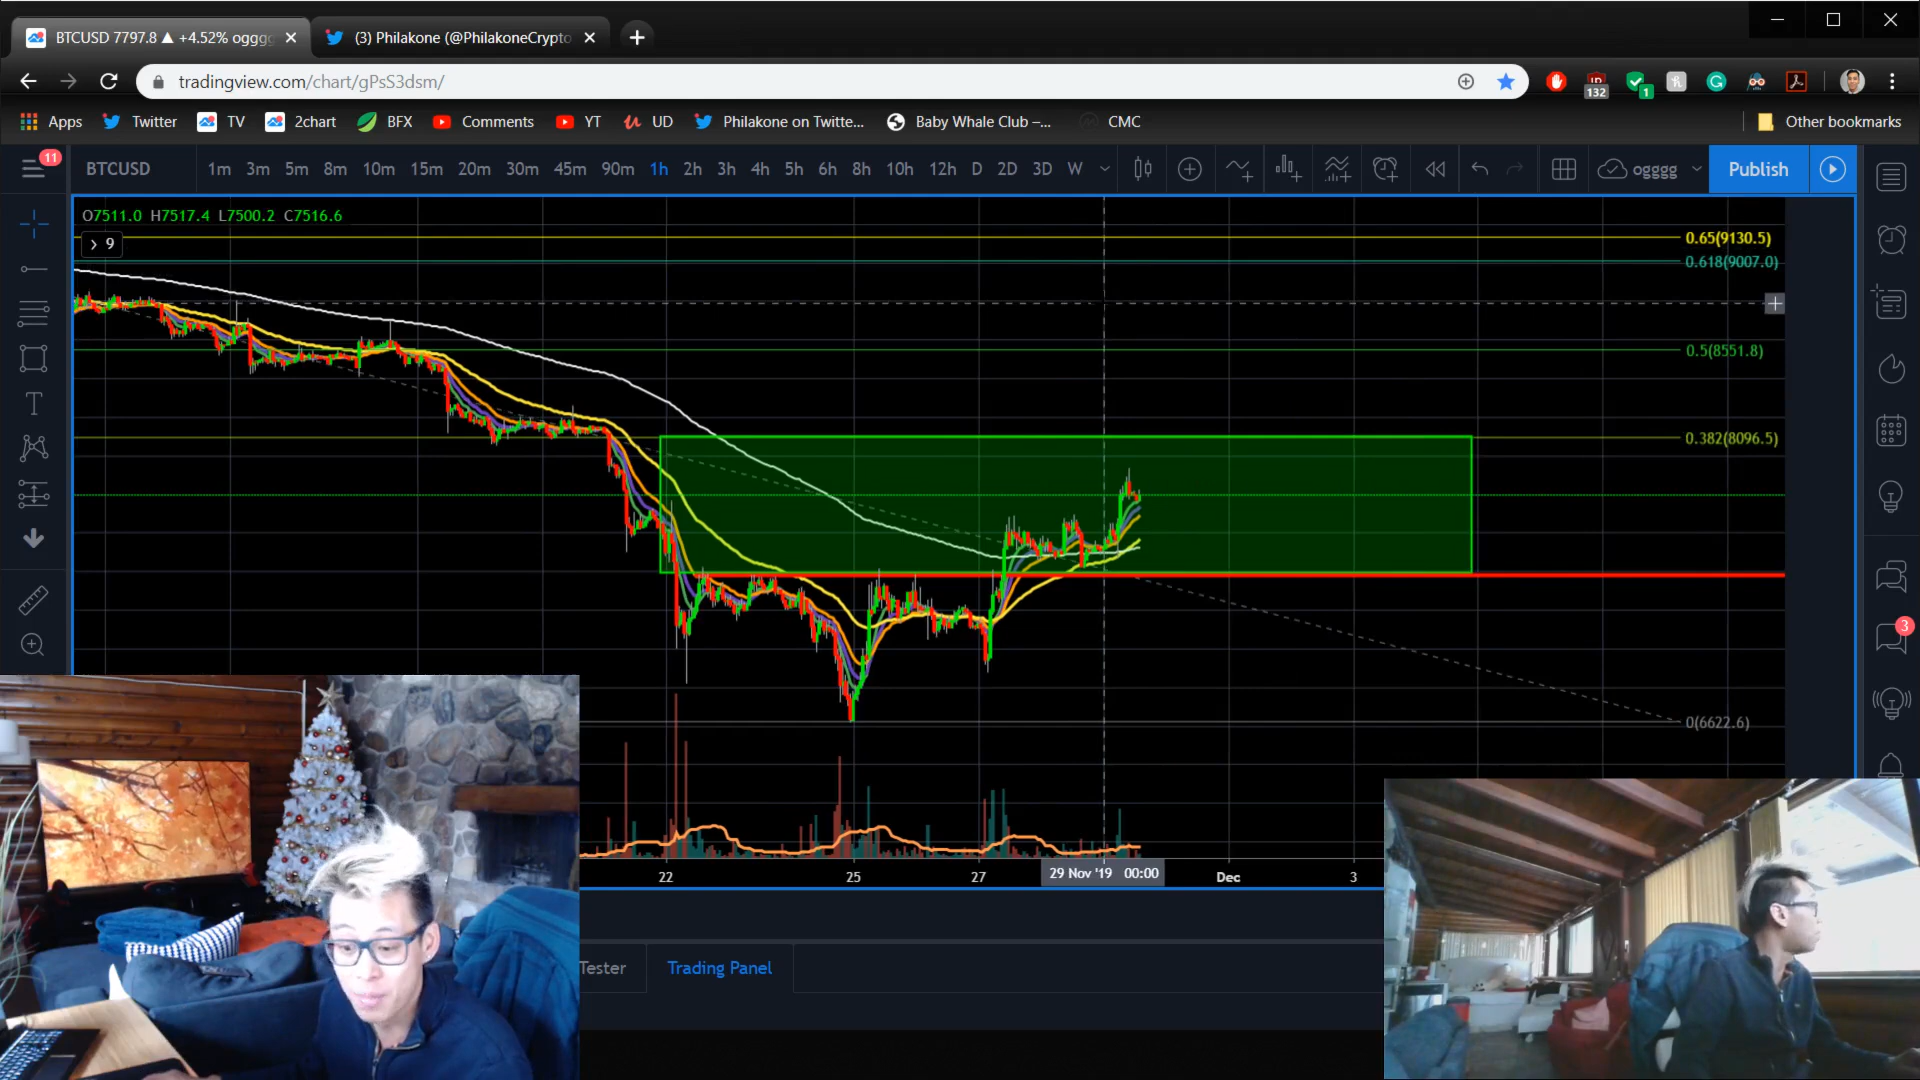 BTCUSD 7797.8 ▲ +4.52% ogggg
(3) Philakone (@PhilakoneCrypto
tradingview.com/chart/gPsS3dsm/
132
1
Apps
Twitter
TV
2chart
BFX
Comments
YT
UD
Philakone on Twitte...
Baby Whale Club –...
CMC
Other bookmarks
11
BTCUSD
1m 3m 5m 8m 10m 15m 20m 30m 45m 90m 1h 2h 3h 4h 5h 6h 8h 10h 12h D 2D 3D W
ogggg
Publish
O7511.0 H7517.4 L7500.2 C7516.6
9
0.65(9130.5)
0.618(9007.0)
0.5(8551.8)
0.382(8096.5)
3
0(6622.6)
22 25 27 29 Nov '19 00:00 Dec 3
Tester
Trading Panel